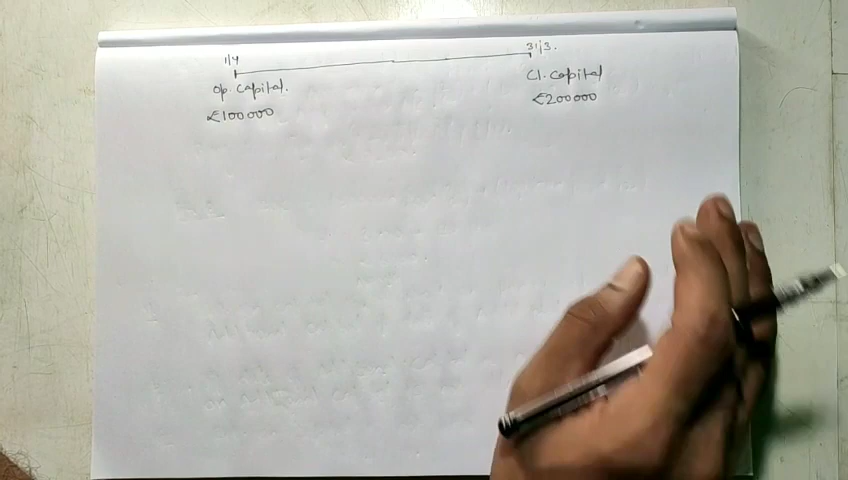 1/4
31/3.
Op. Capital.
Cl. Capital
₹100000
₹200000